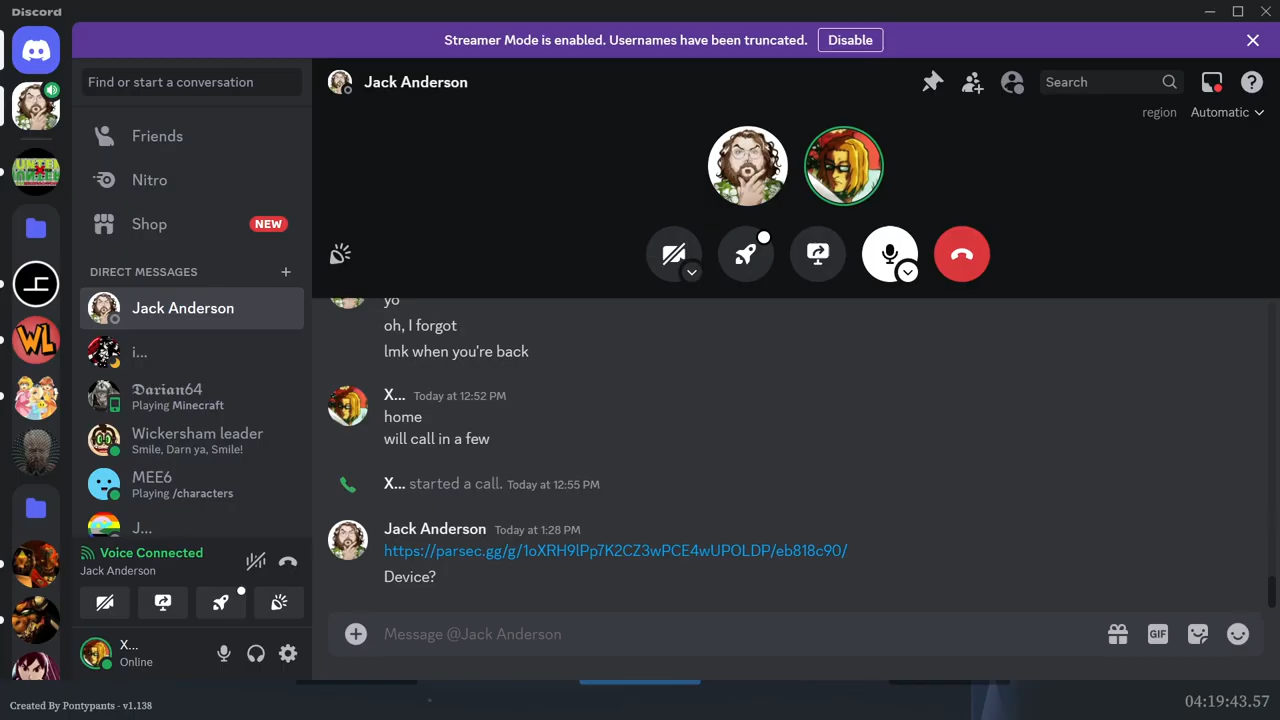 Discord
Streamer Mode is enabled. Usernames have been truncated.
Disable
Find or start a conversation
Jack Anderson
Search
region
Automatic
Friends
Nitro
Shop
NEW
DIRECT MESSAGES
Jack Anderson
i...
𝕯𝖆𝖗𝖎𝖆𝖓64
Playing Minecraft
Wickersham leader
Smile, Darn ya, Smile!
MEE6
Playing /characters
J...
Voice Connected
Jack Anderson
X...
Online
yo
oh, I forgot
lmk when you're back
X... Today at 12:52 PM
home
will call in a few
X... started a call. Today at 12:55 PM
Jack Anderson Today at 1:28 PM
https://parsec.gg/g/1oXRH9lPp7K2CZ3wPCE4wUPOLDP/eb818c90/
Device?
Message @Jack Anderson
GIF
WL
Created By Pontypants - v1.138
04:19:43.57